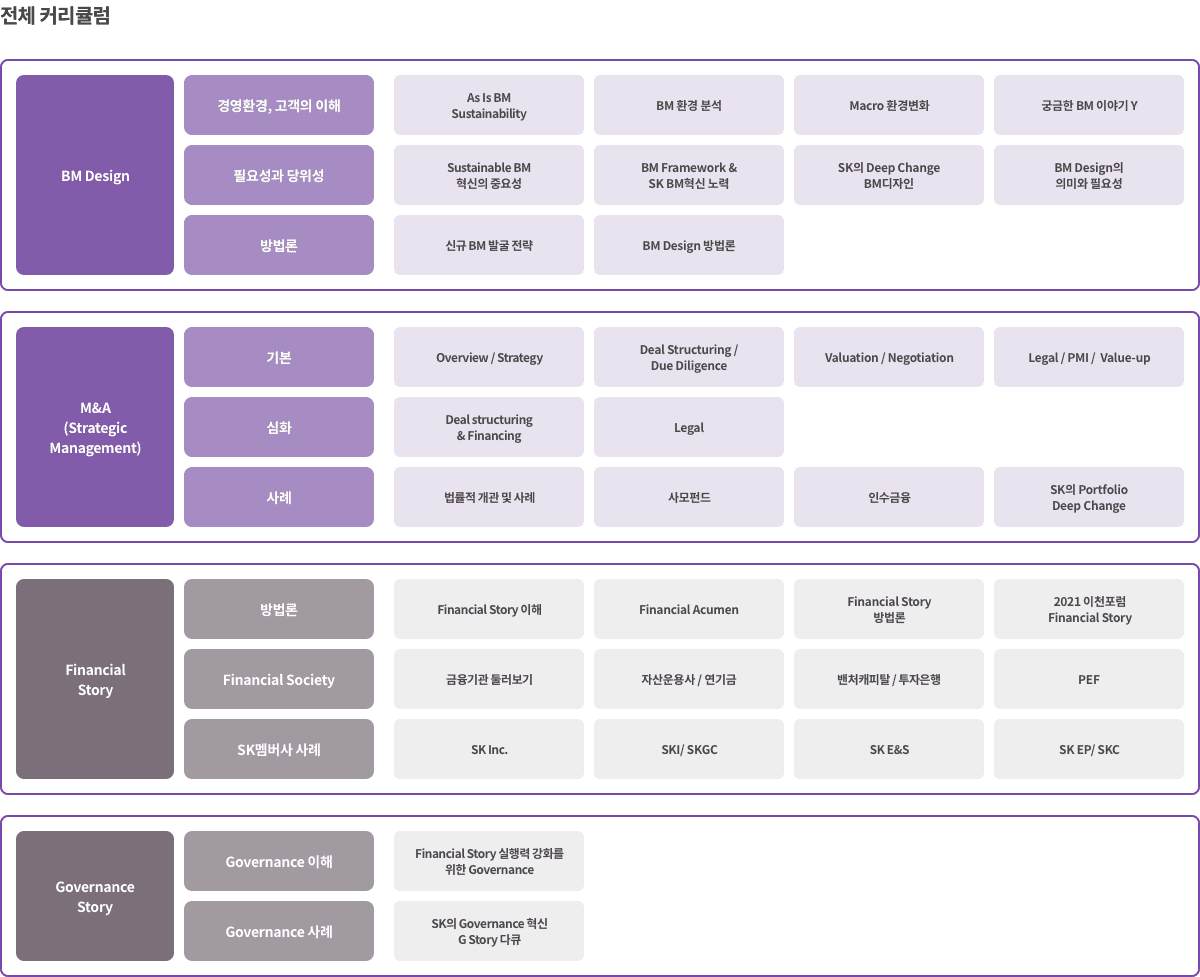 전체 커리큘럼
BM Design
경영환경, 고객의 이해
As Is BM
Sustainability
BM 환경 분석
Macro 환경변화
궁금한 BM 이야기 Y
필요성과 당위성
Sustainable BM
혁신의 중요성
BM Framework &
SK BM혁신 노력
SK의 Deep Change
BM디자인
BM Design의
의미와 필요성
방법론
신규 BM 발굴 전략
BM Design 방법론
M&A
(Strategic
Management)
기본
Overview / Strategy
Deal Structuring /
Due Diligence
Valuation / Negotiation
Legal / PMI / Value-up
심화
Deal structuring
& Financing
Legal
사례
법률적 개관 및 사례
사모펀드
인수금융
SK의 Portfolio
Deep Change
Financial
Story
방법론
Financial Story 이해
Financial Acumen
Financial Story
방법론
2021 이천포럼
Financial Story
Financial Society
금융기관 둘러보기
자산운용사 / 연기금
밴처캐피탈 / 투자은행
PEF
SK멤버사 사례
SK Inc.
SKI/ SKGC
SK E&S
SK EP/ SKC
Governance
Story
Governance 이해
Financial Story 실행력 강화를
위한 Governance
Governance 사례
SK의 Governance 혁신
G Story 다큐